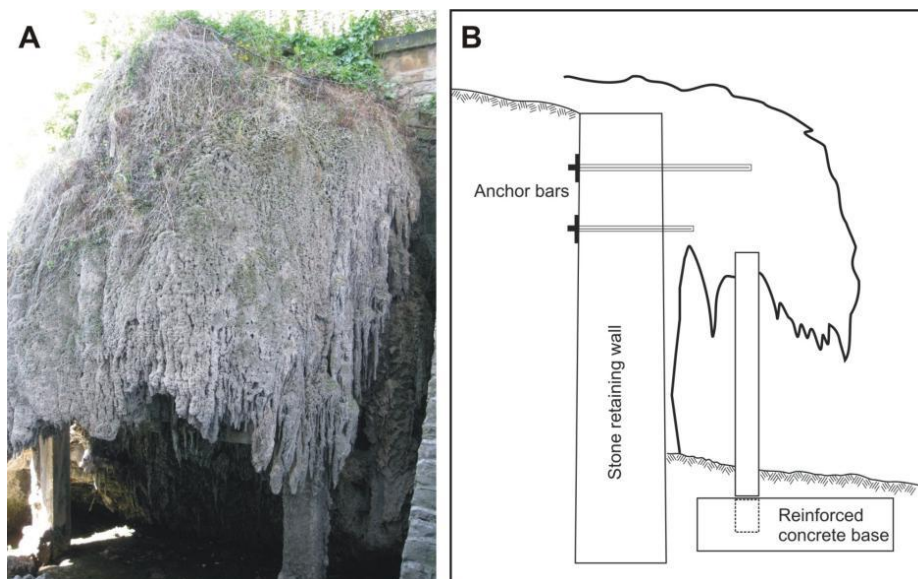 A
B
Anchor bars
Stone retaining wall
Reinforced
concrete base